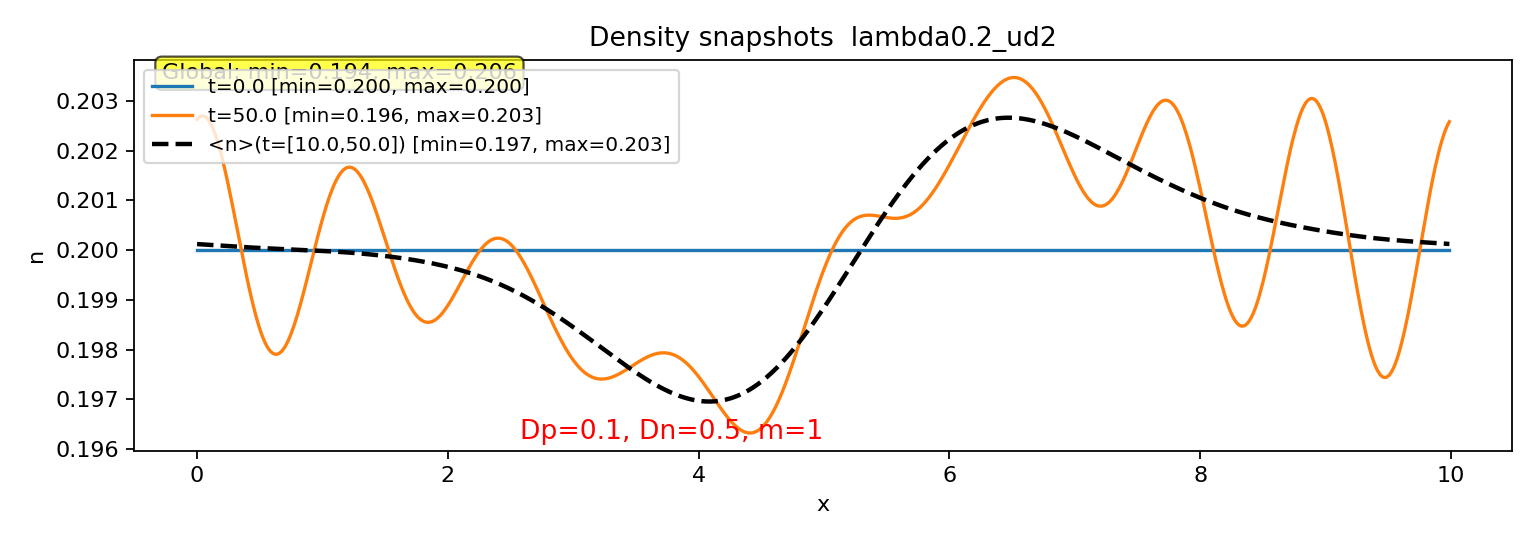 Density snapshots  lambda0.2_ud2
Global: min=0.194, max=0.206
t=0.0 [min=0.200, max=0.200]
t=50.0 [min=0.196, max=0.203]
<n>(t=[10.0,50.0]) [min=0.197, max=0.203]
0.203
0.202
0.201
0.200
0.199
0.198
0.197
0.196
n
Dp=0.1, Dn=0.5, m=1
0 2 4 6 8 10
x